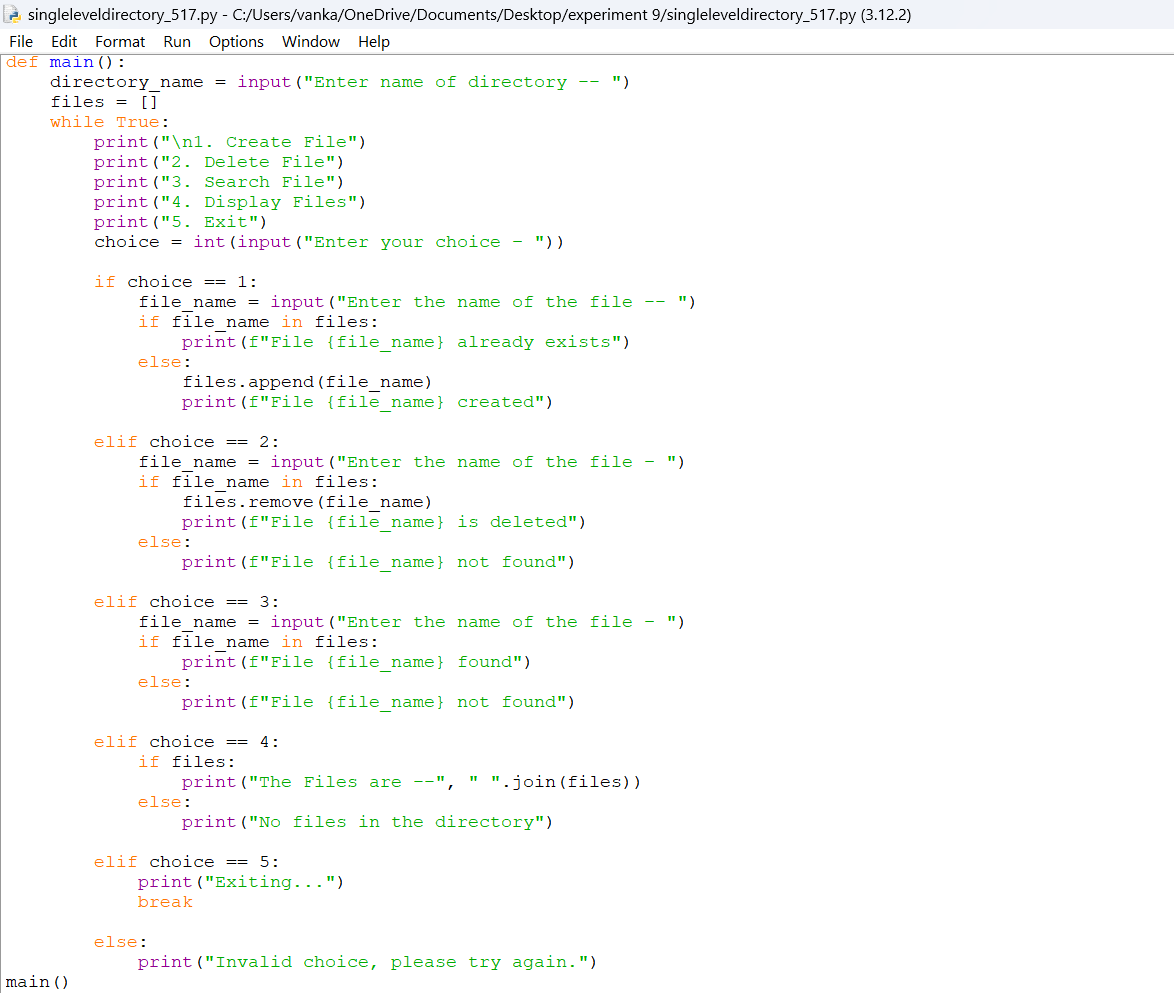 singleleveldirectory_517.py - C:/Users/vanka/OneDrive/Documents/Desktop/experiment 9/singleleveldirectory_517.py (3.12.2)
File Edit Format Run Options Window Help
def main():
    directory_name = input("Enter name of directory -- ")
    files = []
    while True:
        print("\n1. Create File")
        print("2. Delete File")
        print("3. Search File")
        print("4. Display Files")
        print("5. Exit")
        choice = int(input("Enter your choice - "))

        if choice == 1:
            file_name = input("Enter the name of the file -- ")
            if file_name in files:
                print(f"File {file_name} already exists")
            else:
                files.append(file_name)
                print(f"File {file_name} created")

        elif choice == 2:
            file_name = input("Enter the name of the file - ")
            if file_name in files:
                files.remove(file_name)
                print(f"File {file_name} is deleted")
            else:
                print(f"File {file_name} not found")

        elif choice == 3:
            file_name = input("Enter the name of the file - ")
            if file_name in files:
                print(f"File {file_name} found")
            else:
                print(f"File {file_name} not found")

        elif choice == 4:
            if files:
                print("The Files are --", " ".join(files))
            else:
                print("No files in the directory")

        elif choice == 5:
            print("Exiting...")
            break

        else:
            print("Invalid choice, please try again.")
main()